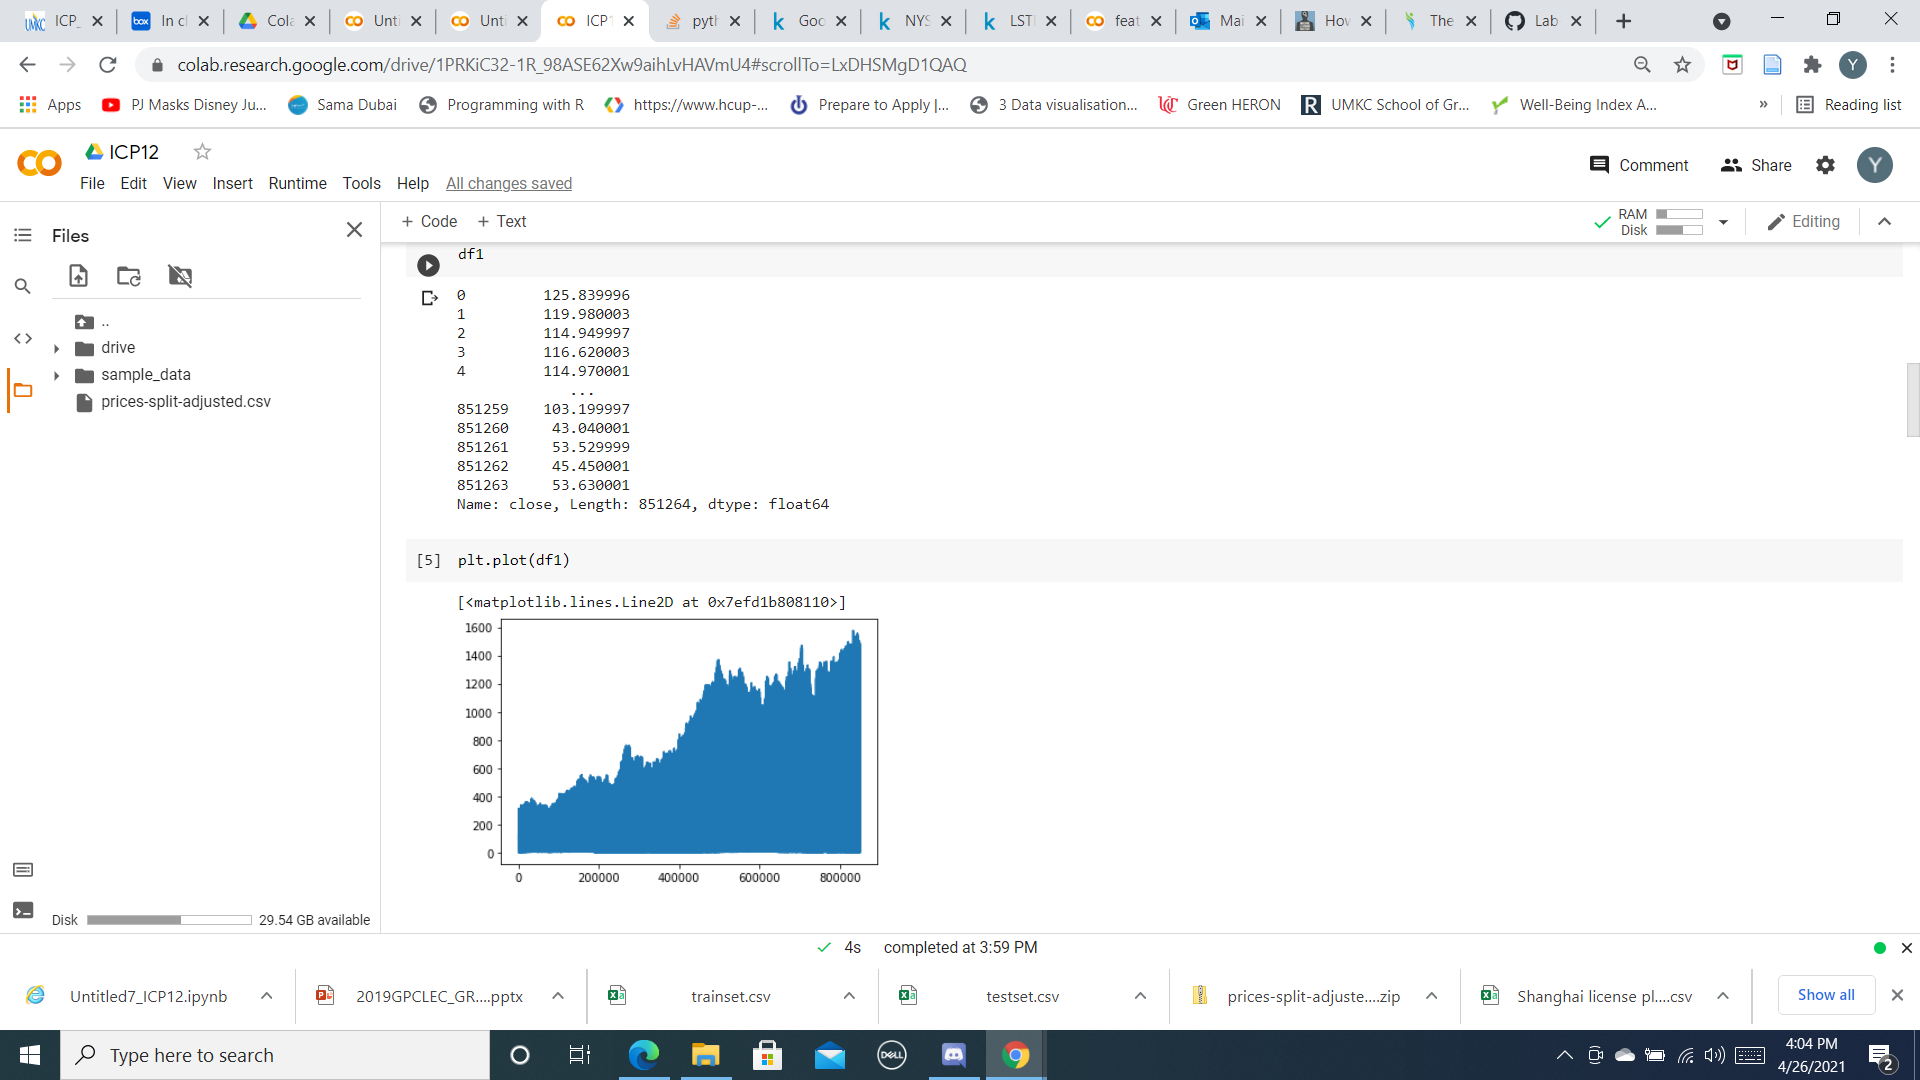 ICP_
In cl
Cola
Unti
Unti
ICP1
pyth
Goo
NYS
LSTI
feat
Mai
How
The
Lab
colab.research.google.com/drive/1PRKiC32-1R_98ASE62Xw9aihLvHAVmU4#scrollTo=LxDHSMgD1QAQ
Y
Apps
PJ Masks Disney Ju...
Sama Dubai
Programming with R
https://www.hcup-...
Prepare to Apply |...
3 Data visualisation...
Green HERON
UMKC School of Gr...
Well-Being Index A...
»
Reading list
ICP12
Comment
Share
Y
File Edit View Insert Runtime Tools Help All changes saved
Files
+ Code + Text
RAM
Disk
Editing
..
drive
sample_data
prices-split-adjusted.csv
df1
0 125.839996
1 119.980003
2 114.949997
3 116.620003
4 114.970001
...
851259 103.199997
851260 43.040001
851261 53.529999
851262 45.450001
851263 53.630001
Name: close, Length: 851264, dtype: float64
[5] plt.plot(df1)
[<matplotlib.lines.Line2D at 0x7efd1b808110>]
1600
1400
1200
1000
800
600
400
200
0
0 200000 400000 600000 800000
Disk 29.54 GB available
4s completed at 3:59 PM
Untitled7_ICP12.ipynb
2019GPCLEC_GR....pptx
trainset.csv
testset.csv
prices-split-adjuste....zip
Shanghai license pl....csv
Show all
Type here to search
DELL
4:04 PM
4/26/2021
2